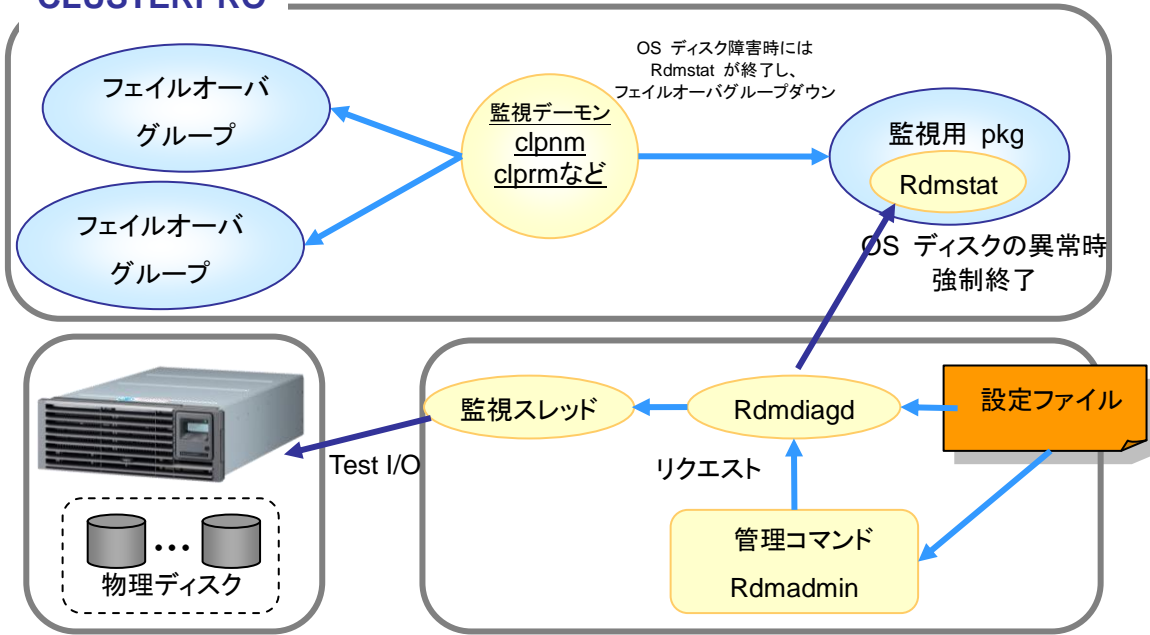 CLUSTERPRO
OS ディスク障害時には
Rdmstat が終了し、
フェイルオーバグループダウン
フェイルオーバ
グループ
監視デーモン
clpnm
clprmなど
監視用 pkg
Rdmstat
フェイルオーバ
グループ
OS ディスクの異常時
強制終了
監視スレッド
Rdmdiagd
設定ファイル
Test I/O
リクエスト
管理コマンド
Rdmadmin
•••
物理ディスク